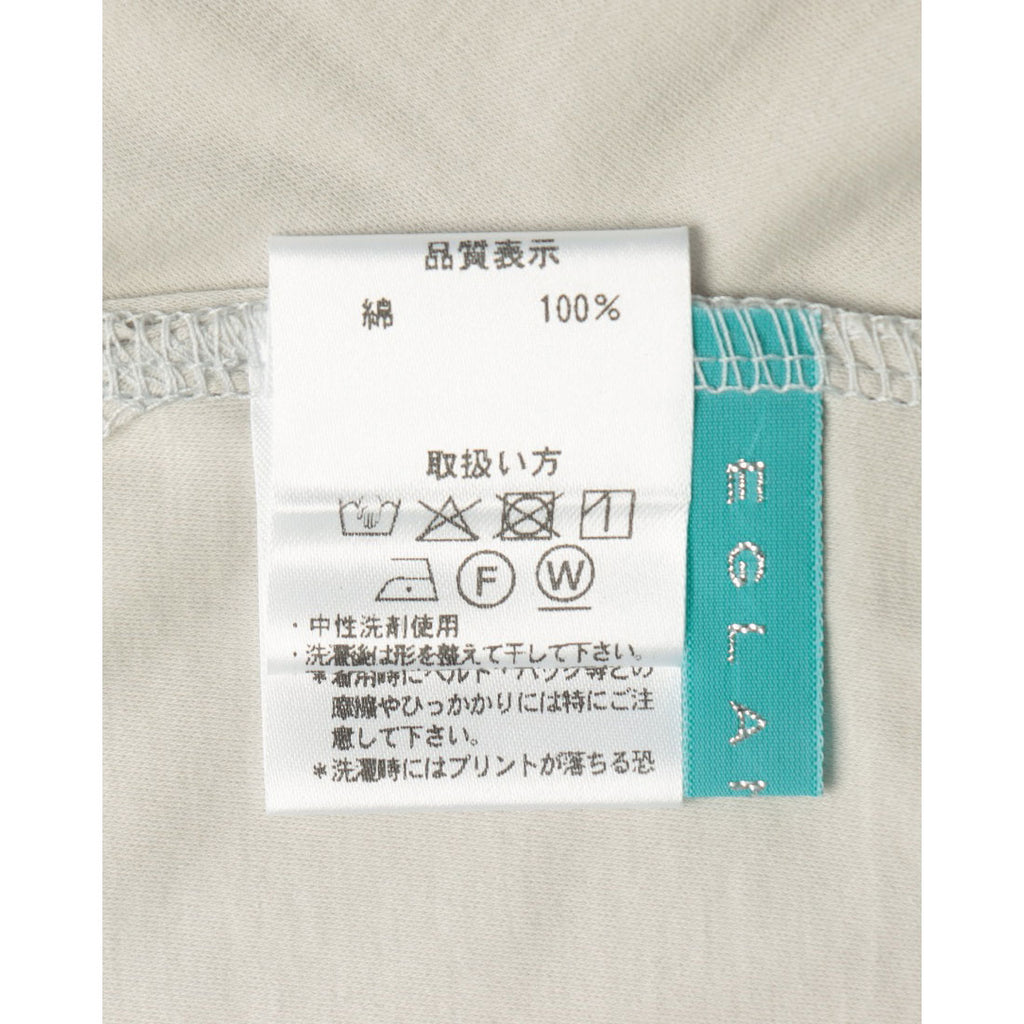 品質表示
綿 100%
取扱い方
F W
・中性洗剤使用
・洗濯後は形を整えて干して下さい。
*着用時にベルト・バッグ等との
摩擦やひっかかりには特にご注
意して下さい。
*洗濯時にはプリントが落ちる恐
EGLA